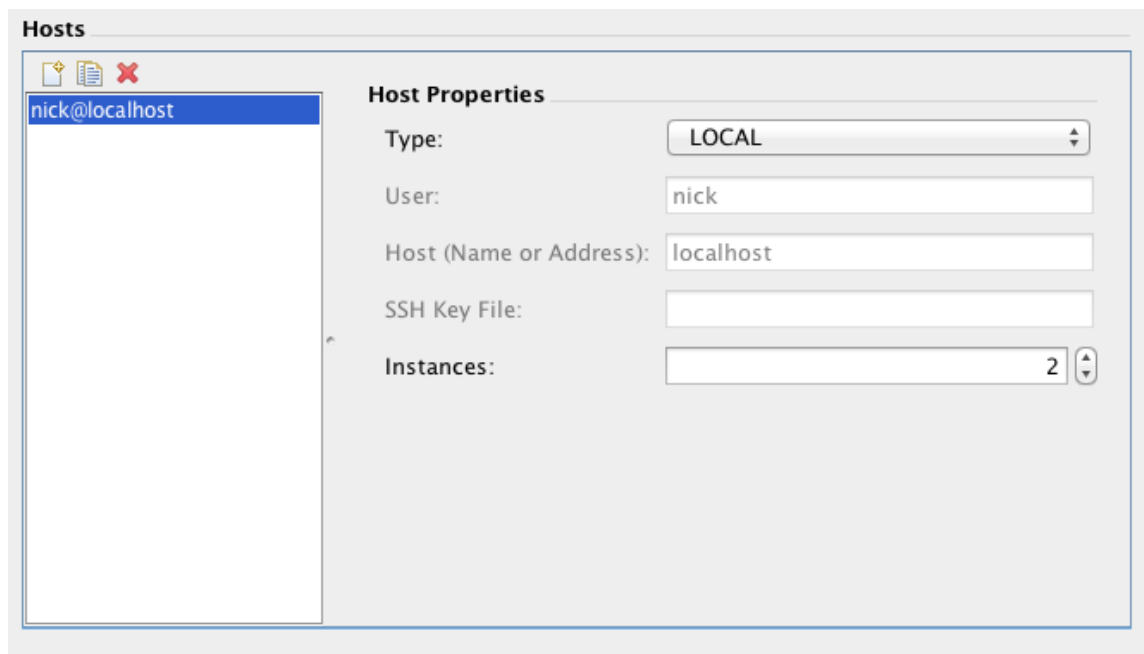 Hosts
nick@localhost
Host Properties
Type: LOCAL
User: nick
Host (Name or Address): localhost
SSH Key File:
Instances: 2